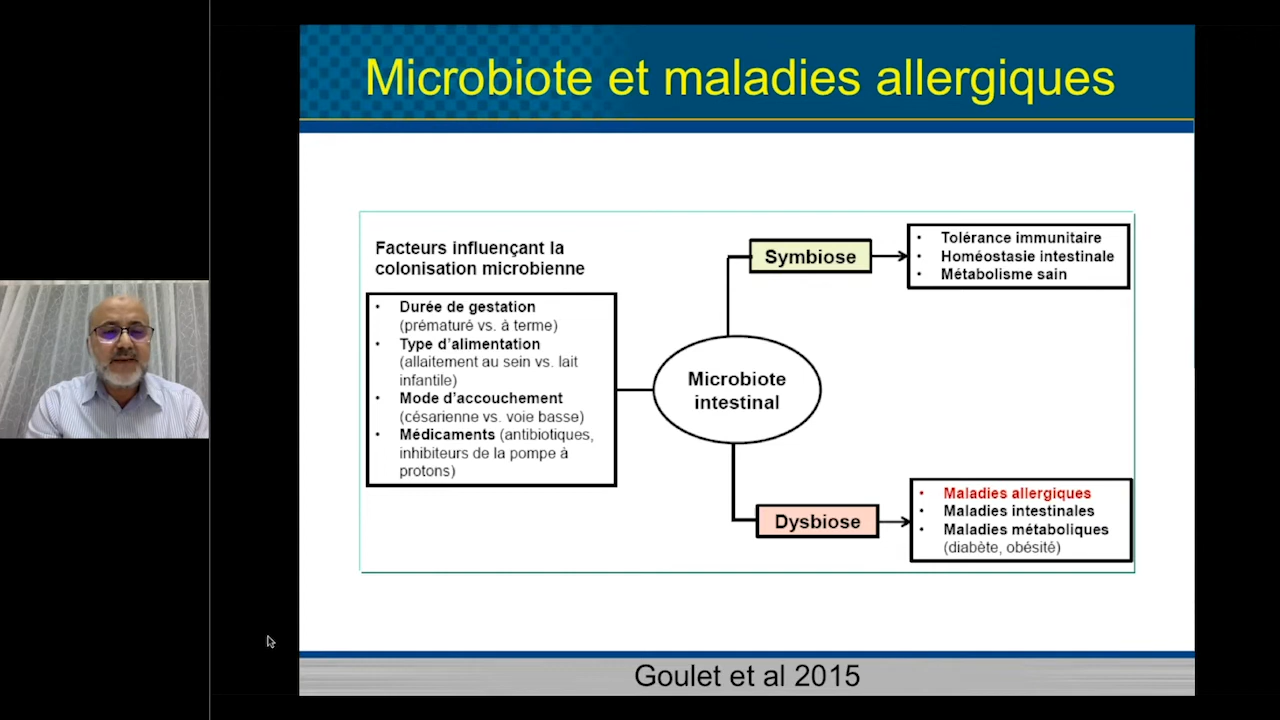 Microbiote et maladies allergiques
Facteurs influençant la
colonisation microbienne
• Durée de gestation
(prématuré vs. à terme)
• Type d'alimentation
(allaitement au sein vs. lait
infantile)
• Mode d'accouchement
(césarienne vs. voie basse)
• Médicaments (antibiotiques,
inhibiteurs de la pompe à
protons)
Microbiote
intestinal
Symbiose
• Tolérance immunitaire
• Homéostasie intestinale
• Métabolisme sain
Dysbiose
• Maladies allergiques
• Maladies intestinales
• Maladies métaboliques
(diabète, obésité)
Goulet et al 2015